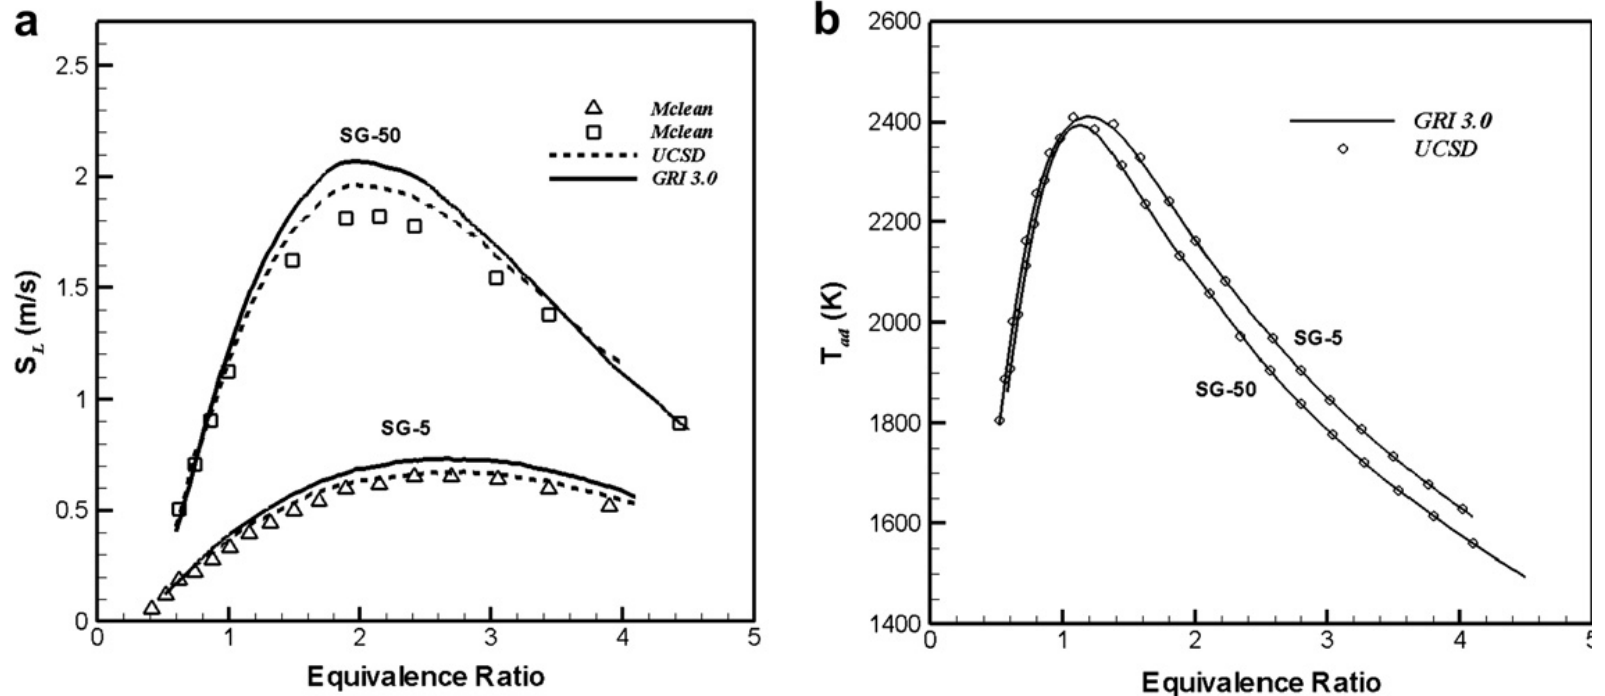 a
2.5
2
1.5
1
0.5
0
0
1
2
3
4
5
S_L (m/s)
Equivalence Ratio
SG-50
SG-5
Mclean
Mclean
UCSD
GRI 3.0
b
2600
2400
2200
2000
1800
1600
1400
0
1
2
3
4
5
T_ad (K)
Equivalence Ratio
GRI 3.0
UCSD
SG-5
SG-50